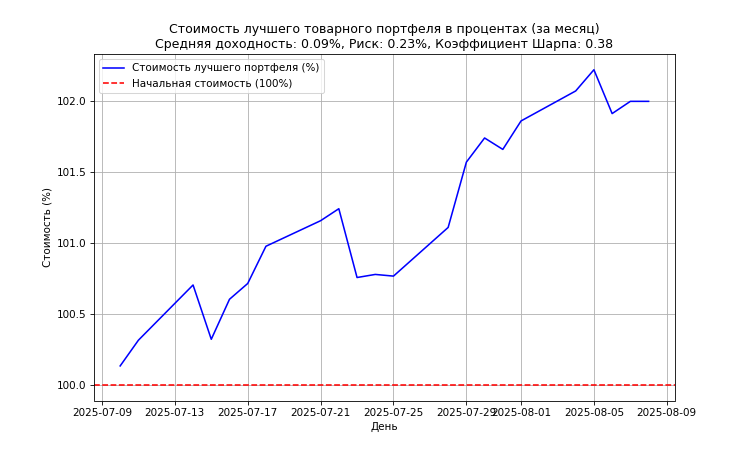 Стоимость лучшего товарного портфеля в процентах (за месяц)
Средняя доходность: 0.09%, Риск: 0.23%, Коэффициент Шарпа: 0.38
Стоимость лучшего портфеля (%)
Начальная стоимость (100%)
Стоимость (%)
102.0
101.5
101.0
100.5
100.0
2025-07-09 2025-07-13 2025-07-17 2025-07-21 2025-07-25 2025-07-29 2025-08-01 2025-08-05 2025-08-09
День